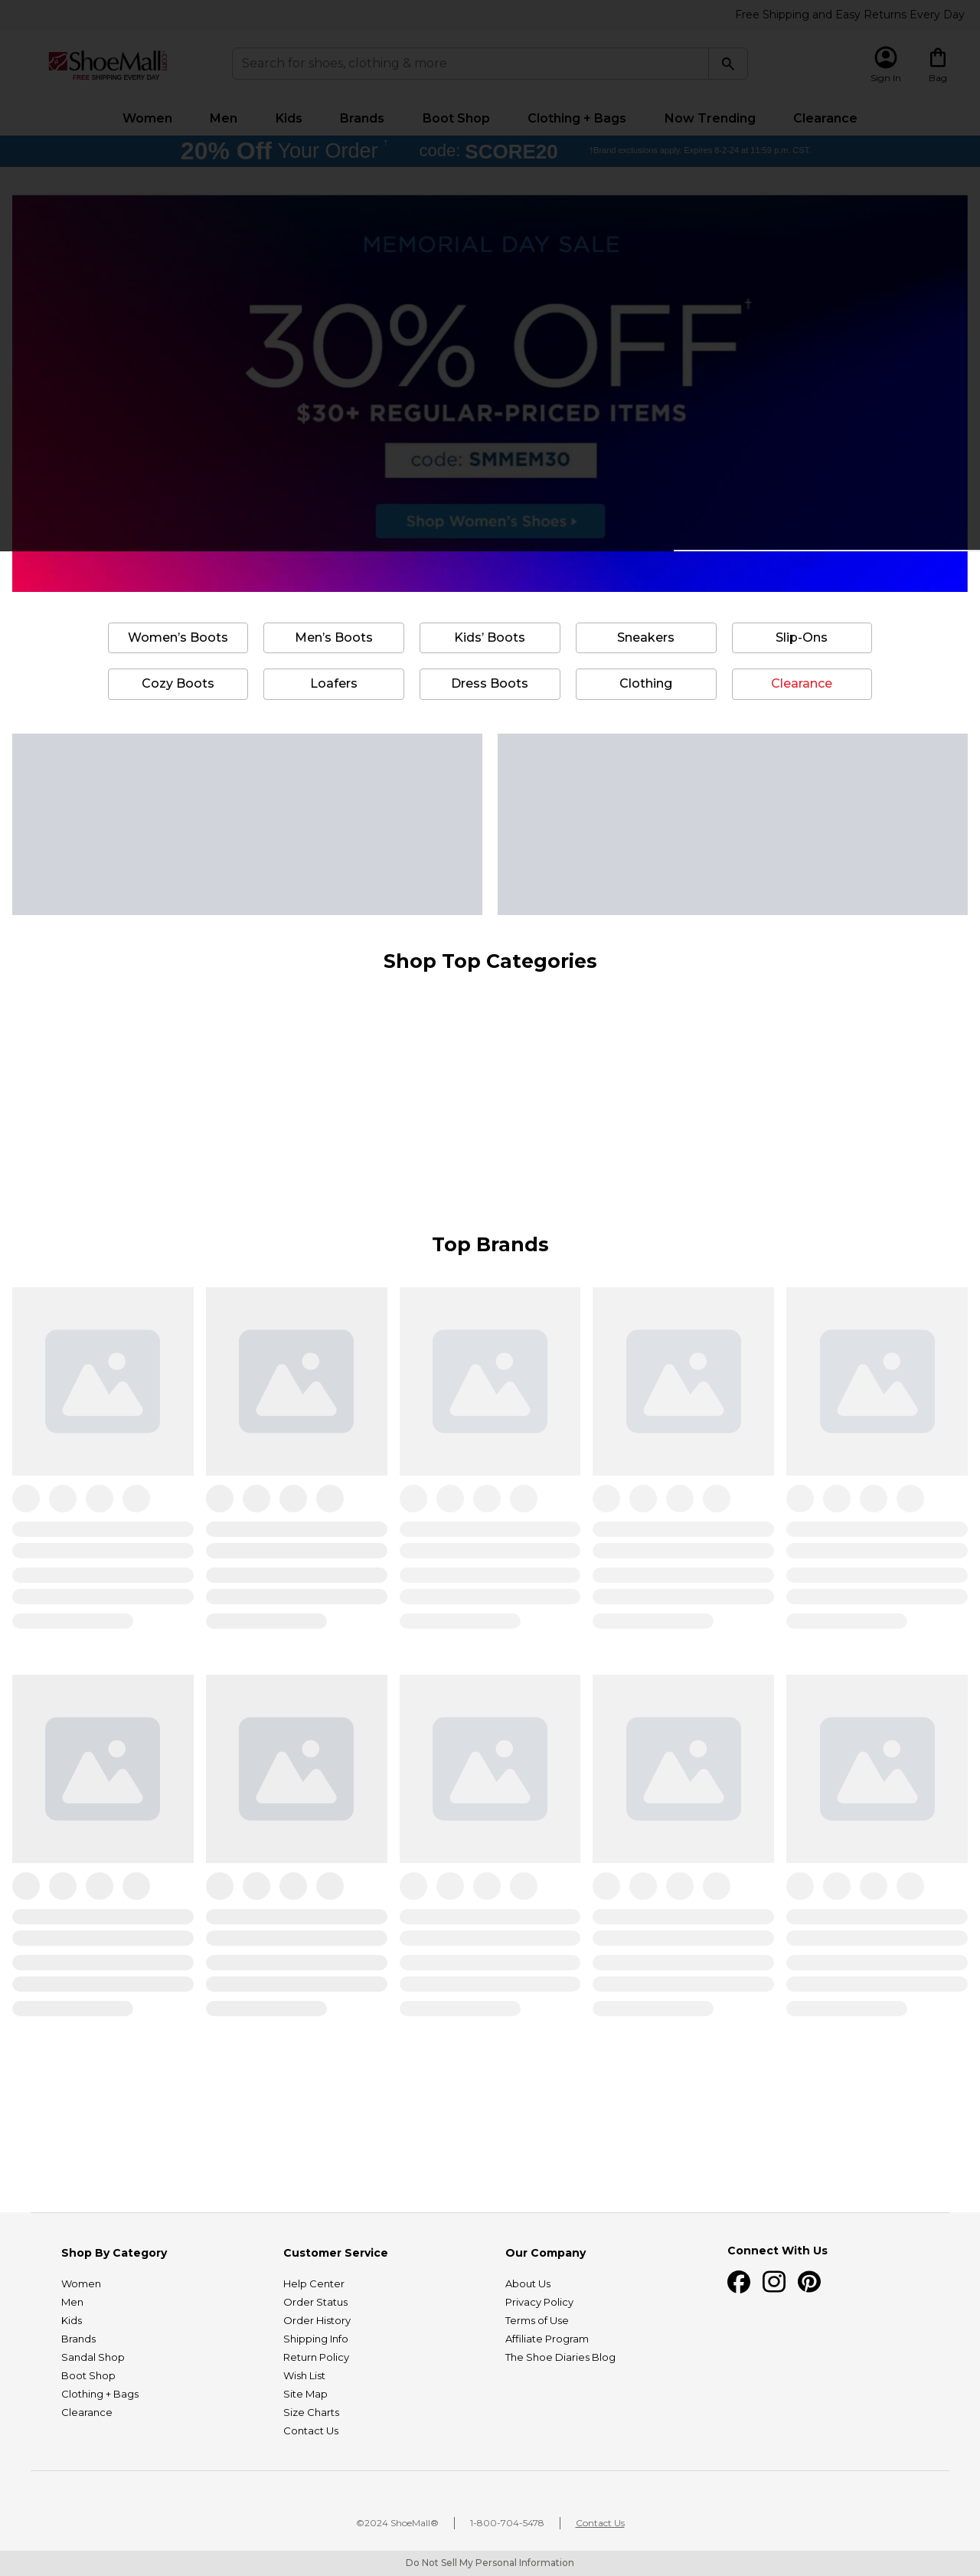 Free Shipping and Easy Returns Every Day
ShoeMall.COM
FREE SHIPPING EVERY DAY
Search for shoes, clothing & more
Sign In
Bag
Women
Men
Kids
Brands
Boot Shop
Clothing + Bags
Now Trending
Clearance
20% Off Your Order † code: SCORE20 †Brand exclusions apply. Expires 8-2-24 at 11:59 p.m. CST.
MEMORIAL DAY SALE
30% OFF†
$30+ REGULAR-PRICED ITEMS
code: SMMEM30
Shop Women's Shoes
Women's Boots
Men's Boots
Kids' Boots
Sneakers
Slip-Ons
Cozy Boots
Loafers
Dress Boots
Clothing
Clearance
Shop Top Categories
Top Brands
Shop By Category
Women
Men
Kids
Brands
Sandal Shop
Boot Shop
Clothing + Bags
Clearance
Customer Service
Help Center
Order Status
Order History
Shipping Info
Return Policy
Wish List
Site Map
Size Charts
Contact Us
Our Company
About Us
Privacy Policy
Terms of Use
Affiliate Program
The Shoe Diaries Blog
Connect With Us
©2024 ShoeMall®
1-800-704-5478
Contact Us
Do Not Sell My Personal Information